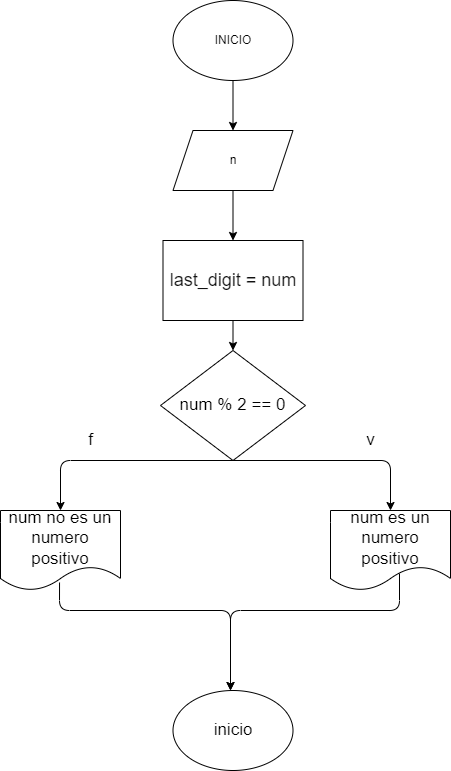 INICIO
n
last_digit = num
num % 2 == 0
f
v
num no es un
numero
positivo
num es un
numero
positivo
inicio